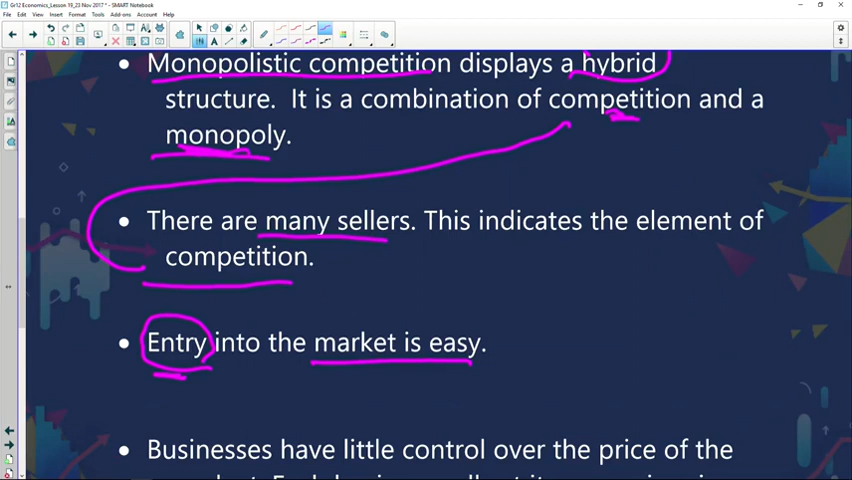 Gr12 Economics_Lesson 19_23 Nov 2017 * - SMART Notebook
File Edit View Insert Format Tools Add-ons Account Help
• Monopolistic competition displays a hybrid
structure. It is a combination of competition and a
monopoly.
• There are many sellers. This indicates the element of
competition.
• Entry into the market is easy.
• Businesses have little control over the price of the